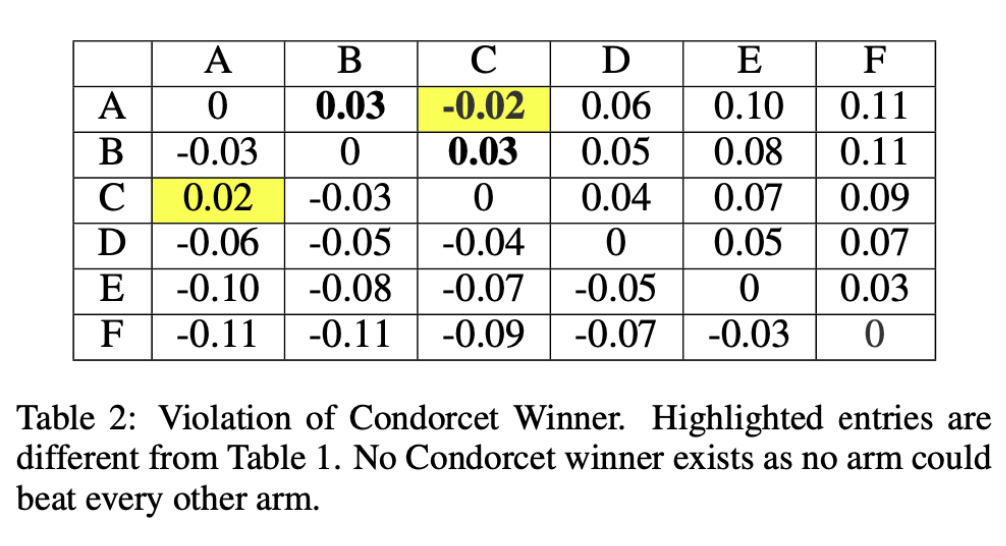 A B C D E F
A 0 0.03 -0.02 0.06 0.10 0.11
B -0.03 0 0.03 0.05 0.08 0.11
C 0.02 -0.03 0 0.04 0.07 0.09
D -0.06 -0.05 -0.04 0 0.05 0.07
E -0.10 -0.08 -0.07 -0.05 0 0.03
F -0.11 -0.11 -0.09 -0.07 -0.03 0
Table 2: Violation of Condorcet Winner. Highlighted entries are
different from Table 1. No Condorcet winner exists as no arm could
beat every other arm.